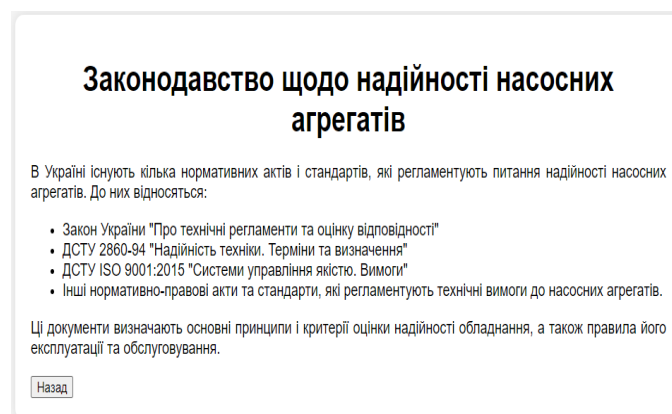 Законодавство щодо надійності насосних
агрегатів
В Україні існують кілька нормативних актів і стандартів, які регламентують питання надійності насосних
агрегатів. До них відносяться:
• Закон України "Про технічні регламенти та оцінку відповідності"
• ДСТУ 2860-94 "Надійність техніки. Терміни та визначення"
• ДСТУ ISO 9001:2015 "Системи управління якістю. Вимоги"
• Інші нормативно-правові акти та стандарти, які регламентують технічні вимоги до насосних агрегатів.
Ці документи визначають основні принципи і критерії оцінки надійності обладнання, а також правила його
експлуатації та обслуговування.
Назад